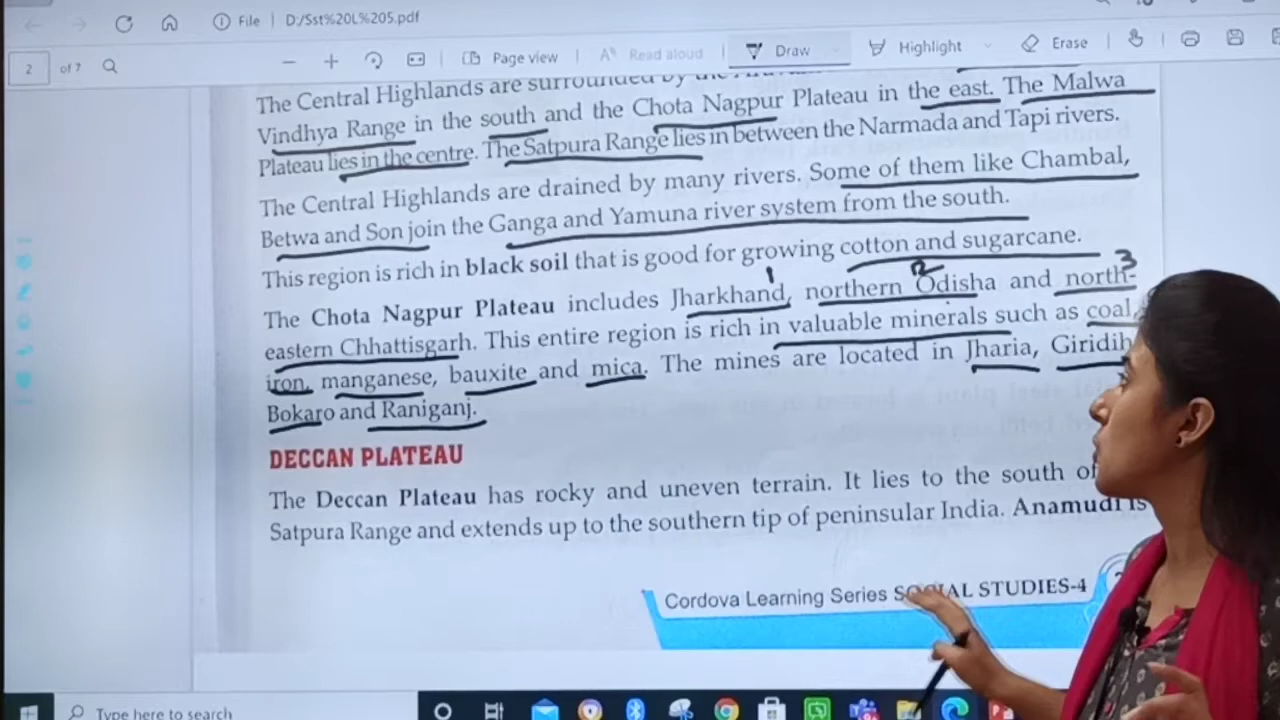 File D:/Sst%20L%205.pdf
2 of 7 Page view Read aloud Draw Highlight Erase
The Central Highlands are surrounded by the
Vindhya Range in the south and the Chota Nagpur Plateau in the east. The Malwa
Plateau lies in the centre. The Satpura Range lies in between the Narmada and Tapi rivers.
The Central Highlands are drained by many rivers. Some of them like Chambal,
Betwa and Son join the Ganga and Yamuna river system from the south.
This region is rich in black soil that is good for growing cotton and sugarcane.
1 2 3
The Chota Nagpur Plateau includes Jharkhand, northern Odisha and north-
eastern Chhattisgarh. This entire region is rich in valuable minerals such as coal,
iron, manganese, bauxite and mica. The mines are located in Jharia, Giridih
Bokaro and Raniganj.
DECCAN PLATEAU
The Deccan Plateau has rocky and uneven terrain. It lies to the south of
Satpura Range and extends up to the southern tip of peninsular India. Anamudi is
Cordova Learning Series SOCIAL STUDIES-4
Type here to search